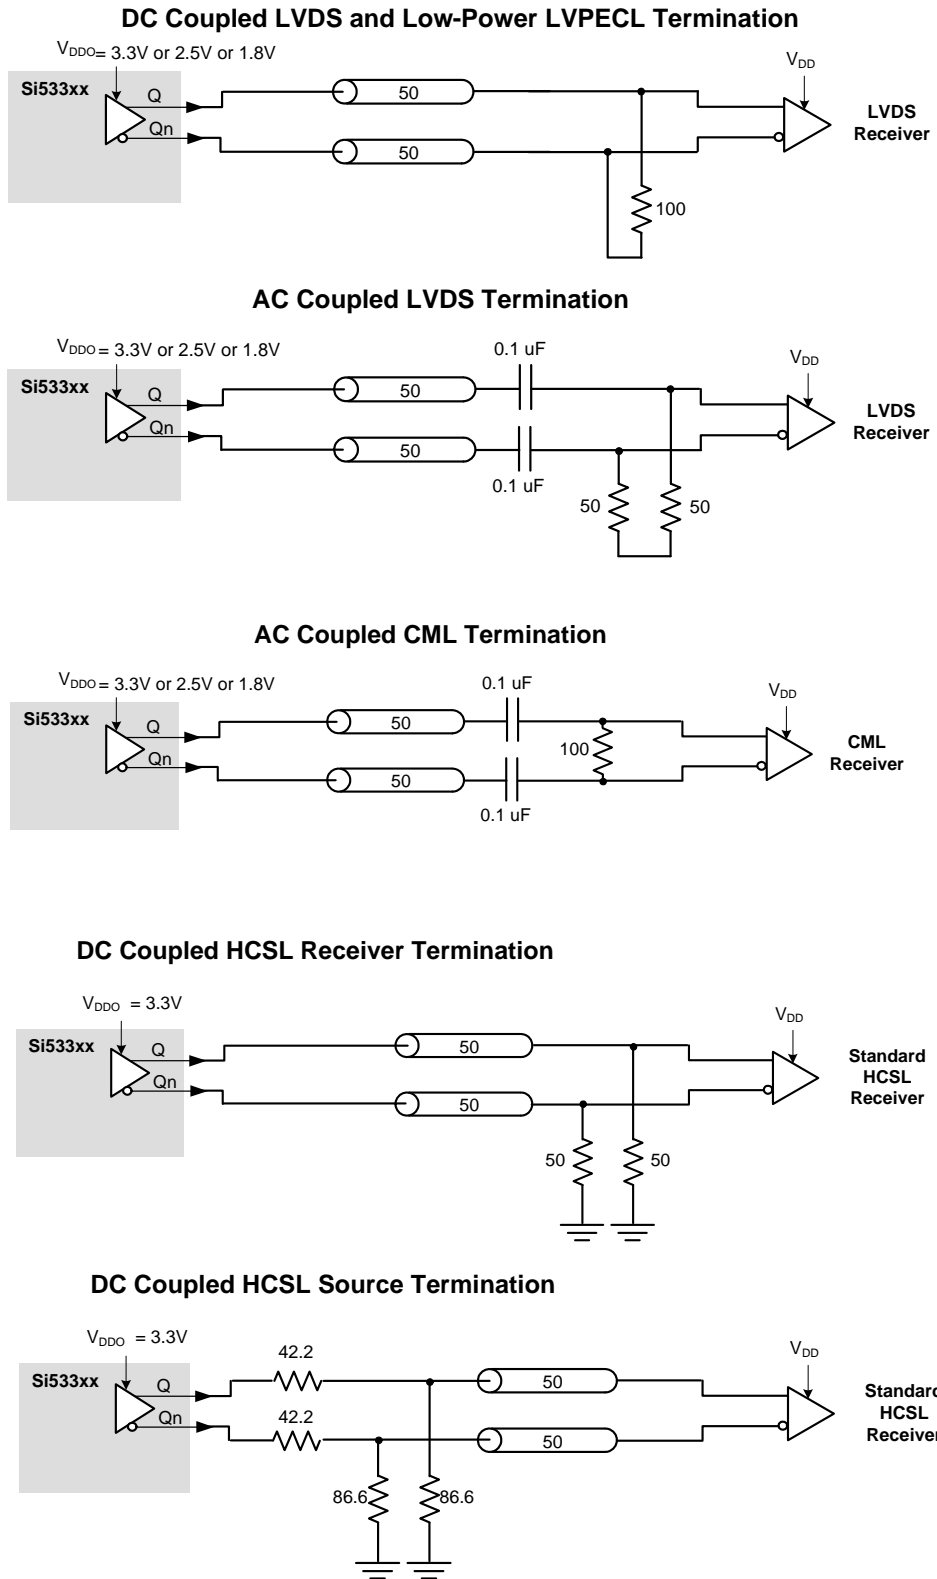 DC Coupled LVDS and Low-Power LVPECL Termination
VDDO= 3.3V or 2.5V or 1.8V
VDD
Si533xx
Q
50
LVDS
Receiver
Qn
50
100
AC Coupled LVDS Termination
VDDO= 3.3V or 2.5V or 1.8V
0.1 uF
VDD
Si533xx
Q
50
LVDS
Receiver
Qn
50
0.1 uF
50
50
AC Coupled CML Termination
VDDO= 3.3V or 2.5V or 1.8V
0.1 uF
VDD
Si533xx
Q
50
100
CML
Receiver
Qn
50
0.1 uF
DC Coupled HCSL Receiver Termination
VDDO = 3.3V
VDD
Si533xx
Q
50
Standard
HCSL
Receiver
Qn
50
50
50
DC Coupled HCSL Source Termination
VDDO = 3.3V
42.2
VDD
Si533xx
Q
50
Standard
HCSL
Receiver
Qn
42.2
50
86.6
86.6